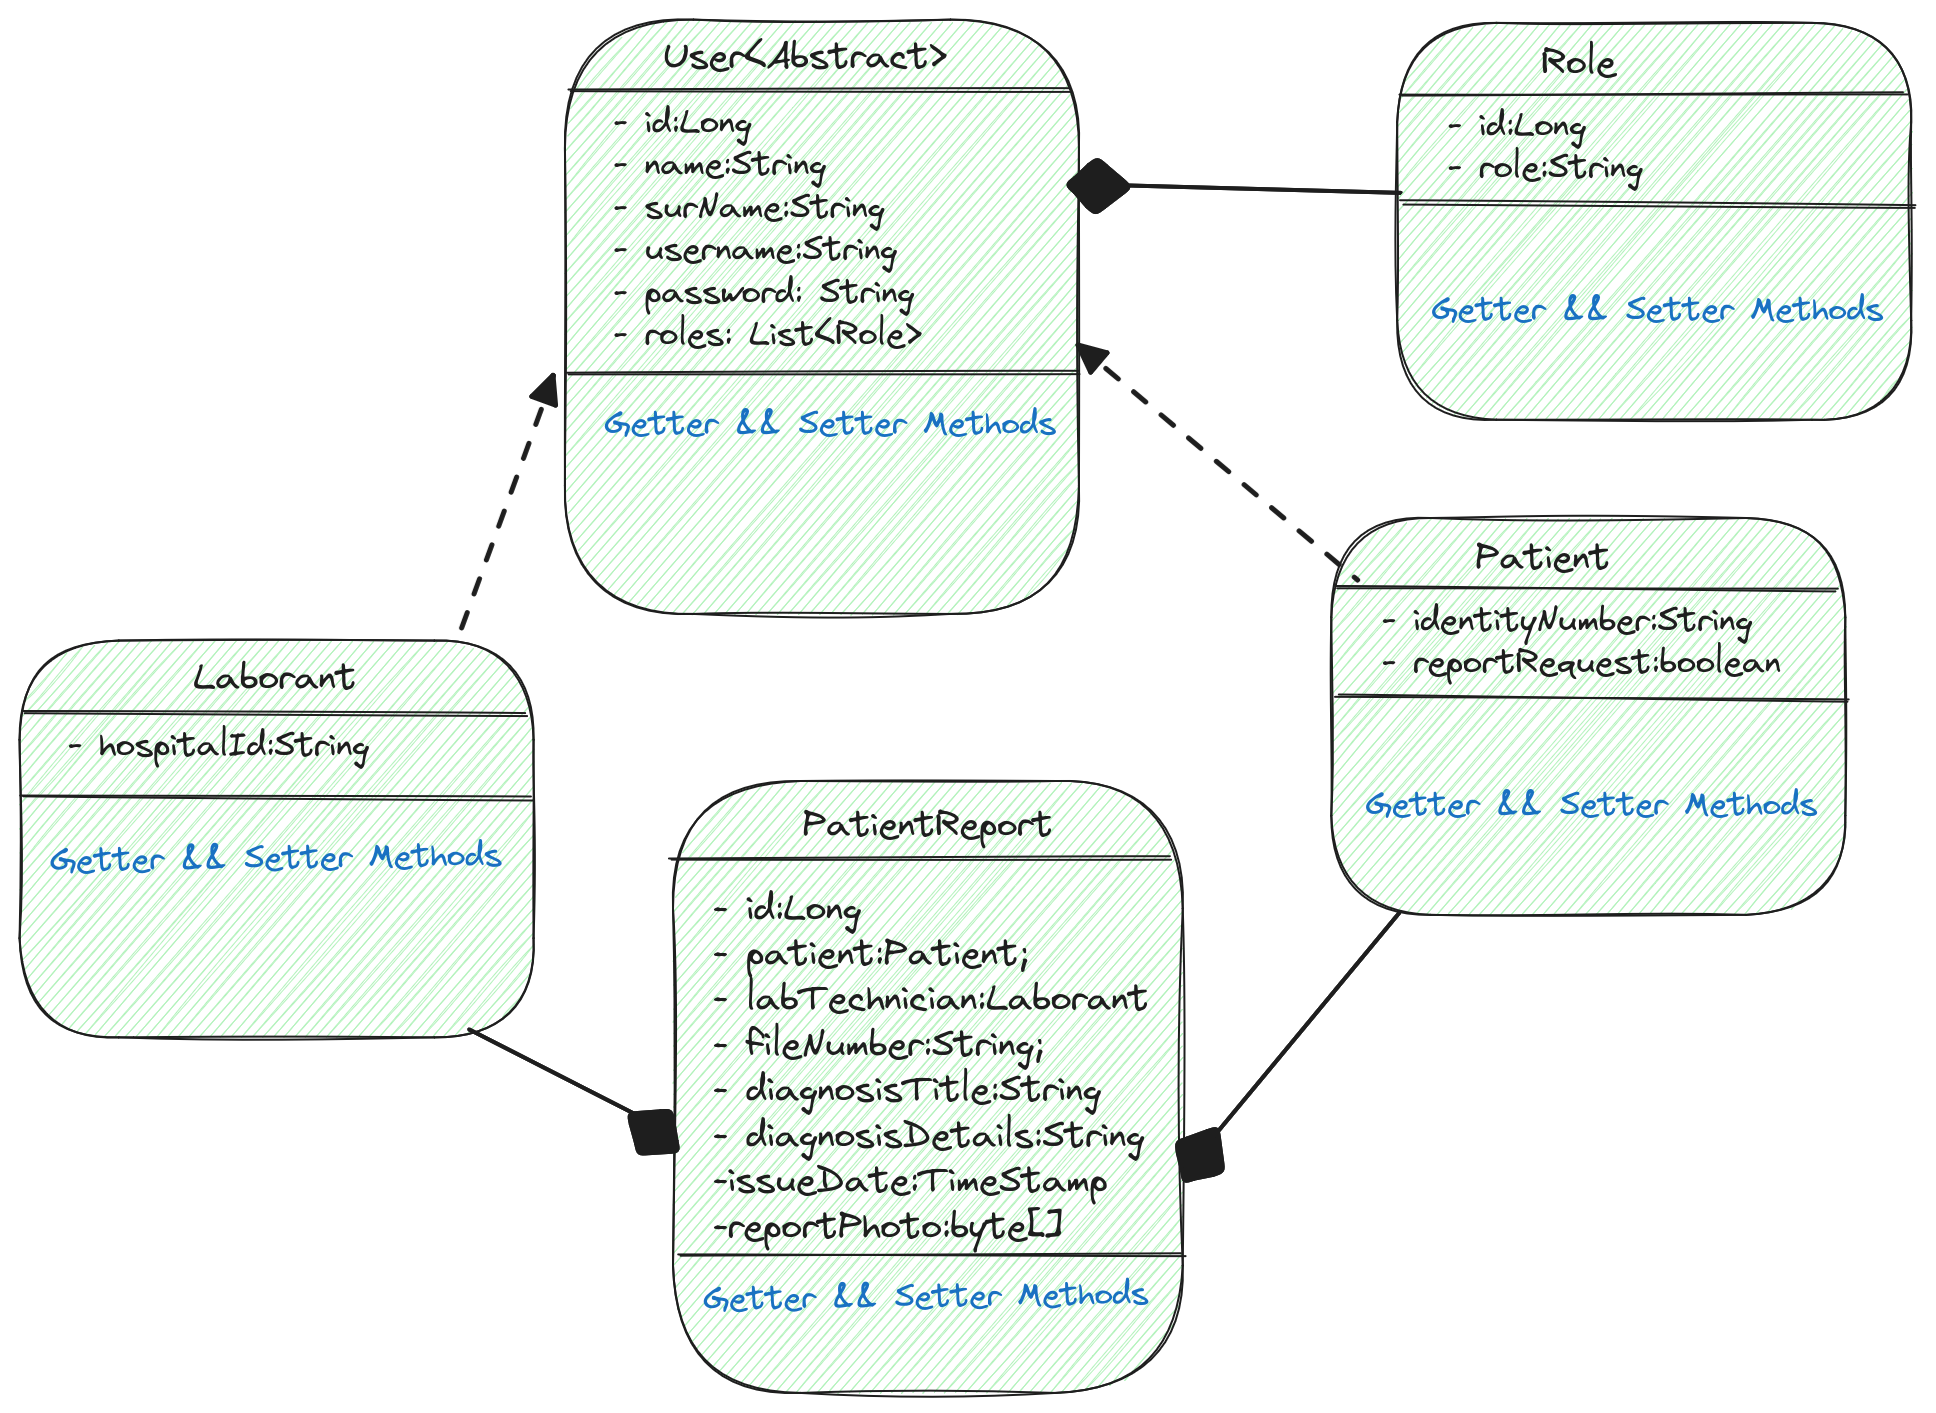 User<Abstract>
- id:Long
- name:String
- surName:String
- username:String
- password: String
- roles: List<Role>
Getter && Setter Methods
Role
- id:Long
- role:String
Getter && Setter Methods
Patient
- identityNumber:String
- reportRequest:boolean
Getter && Setter Methods
Laborant
- hospitalId:String
Getter && Setter Methods
PatientReport
- id:Long
- patient:Patient;
- labTechnician:Laborant
- fileNumber:String;
- diagnosisTitle:String
- diagnosisDetails:String
-issueDate:TimeStamp
-reportPhoto:byte[]
Getter && Setter Methods